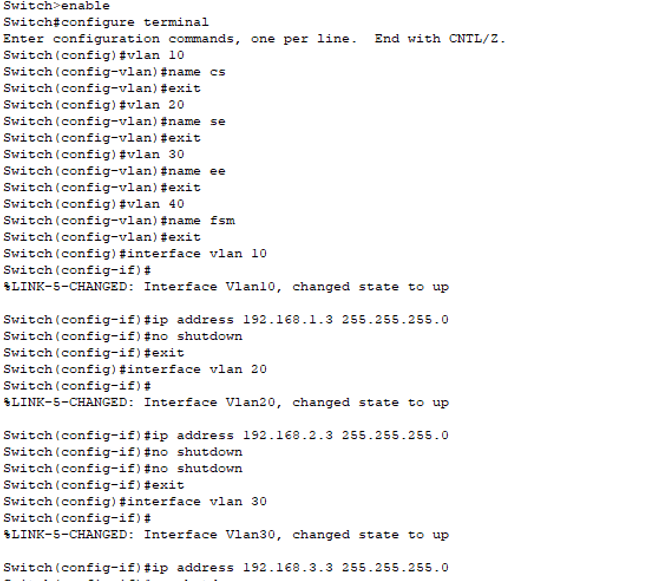 Switch>enable
Switch#configure terminal
Enter configuration commands, one per line.  End with CNTL/Z.
Switch(config)#vlan 10
Switch(config-vlan)#name cs
Switch(config-vlan)#exit
Switch(config)#vlan 20
Switch(config-vlan)#name se
Switch(config-vlan)#exit
Switch(config)#vlan 30
Switch(config-vlan)#name ee
Switch(config-vlan)#exit
Switch(config)#vlan 40
Switch(config-vlan)#name fsm
Switch(config-vlan)#exit
Switch(config)#interface vlan 10
Switch(config-if)#
%LINK-5-CHANGED: Interface Vlan10, changed state to up
Switch(config-if)#ip address 192.168.1.3 255.255.255.0
Switch(config-if)#no shutdown
Switch(config-if)#exit
Switch(config)#interface vlan 20
Switch(config-if)#
%LINK-5-CHANGED: Interface Vlan20, changed state to up
Switch(config-if)#ip address 192.168.2.3 255.255.255.0
Switch(config-if)#no shutdown
Switch(config-if)#no shutdown
Switch(config-if)#exit
Switch(config)#interface vlan 30
Switch(config-if)#
%LINK-5-CHANGED: Interface Vlan30, changed state to up
Switch(config-if)#ip address 192.168.3.3 255.255.255.0